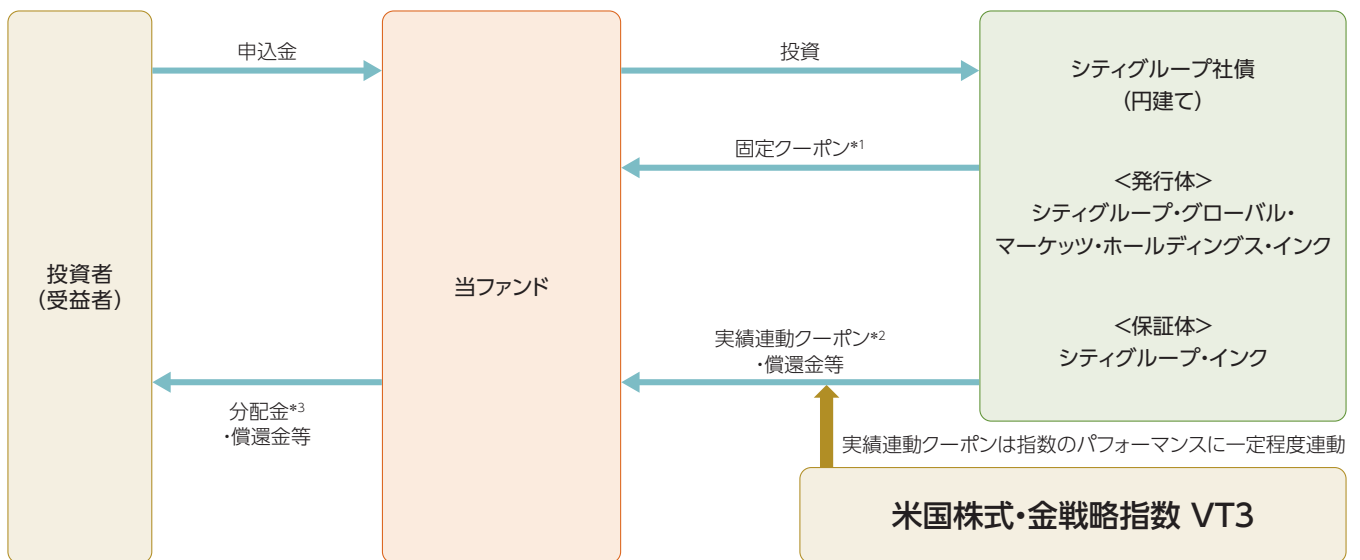 申込金
投資
シティグループ社債
(円建て)
固定クーポン*1
<発行体>
シティグループ・グローバル・
マーケッツ・ホールディングス・インク
投資者
(受益者)
当ファンド
実績連動クーポン*2
・償還金等
<保証体>
シティグループ・インク
分配金*3
・償還金等
実績連動クーポンは指数のパフォーマンスに一定程度連動
米国株式・金戦略指数 VT3